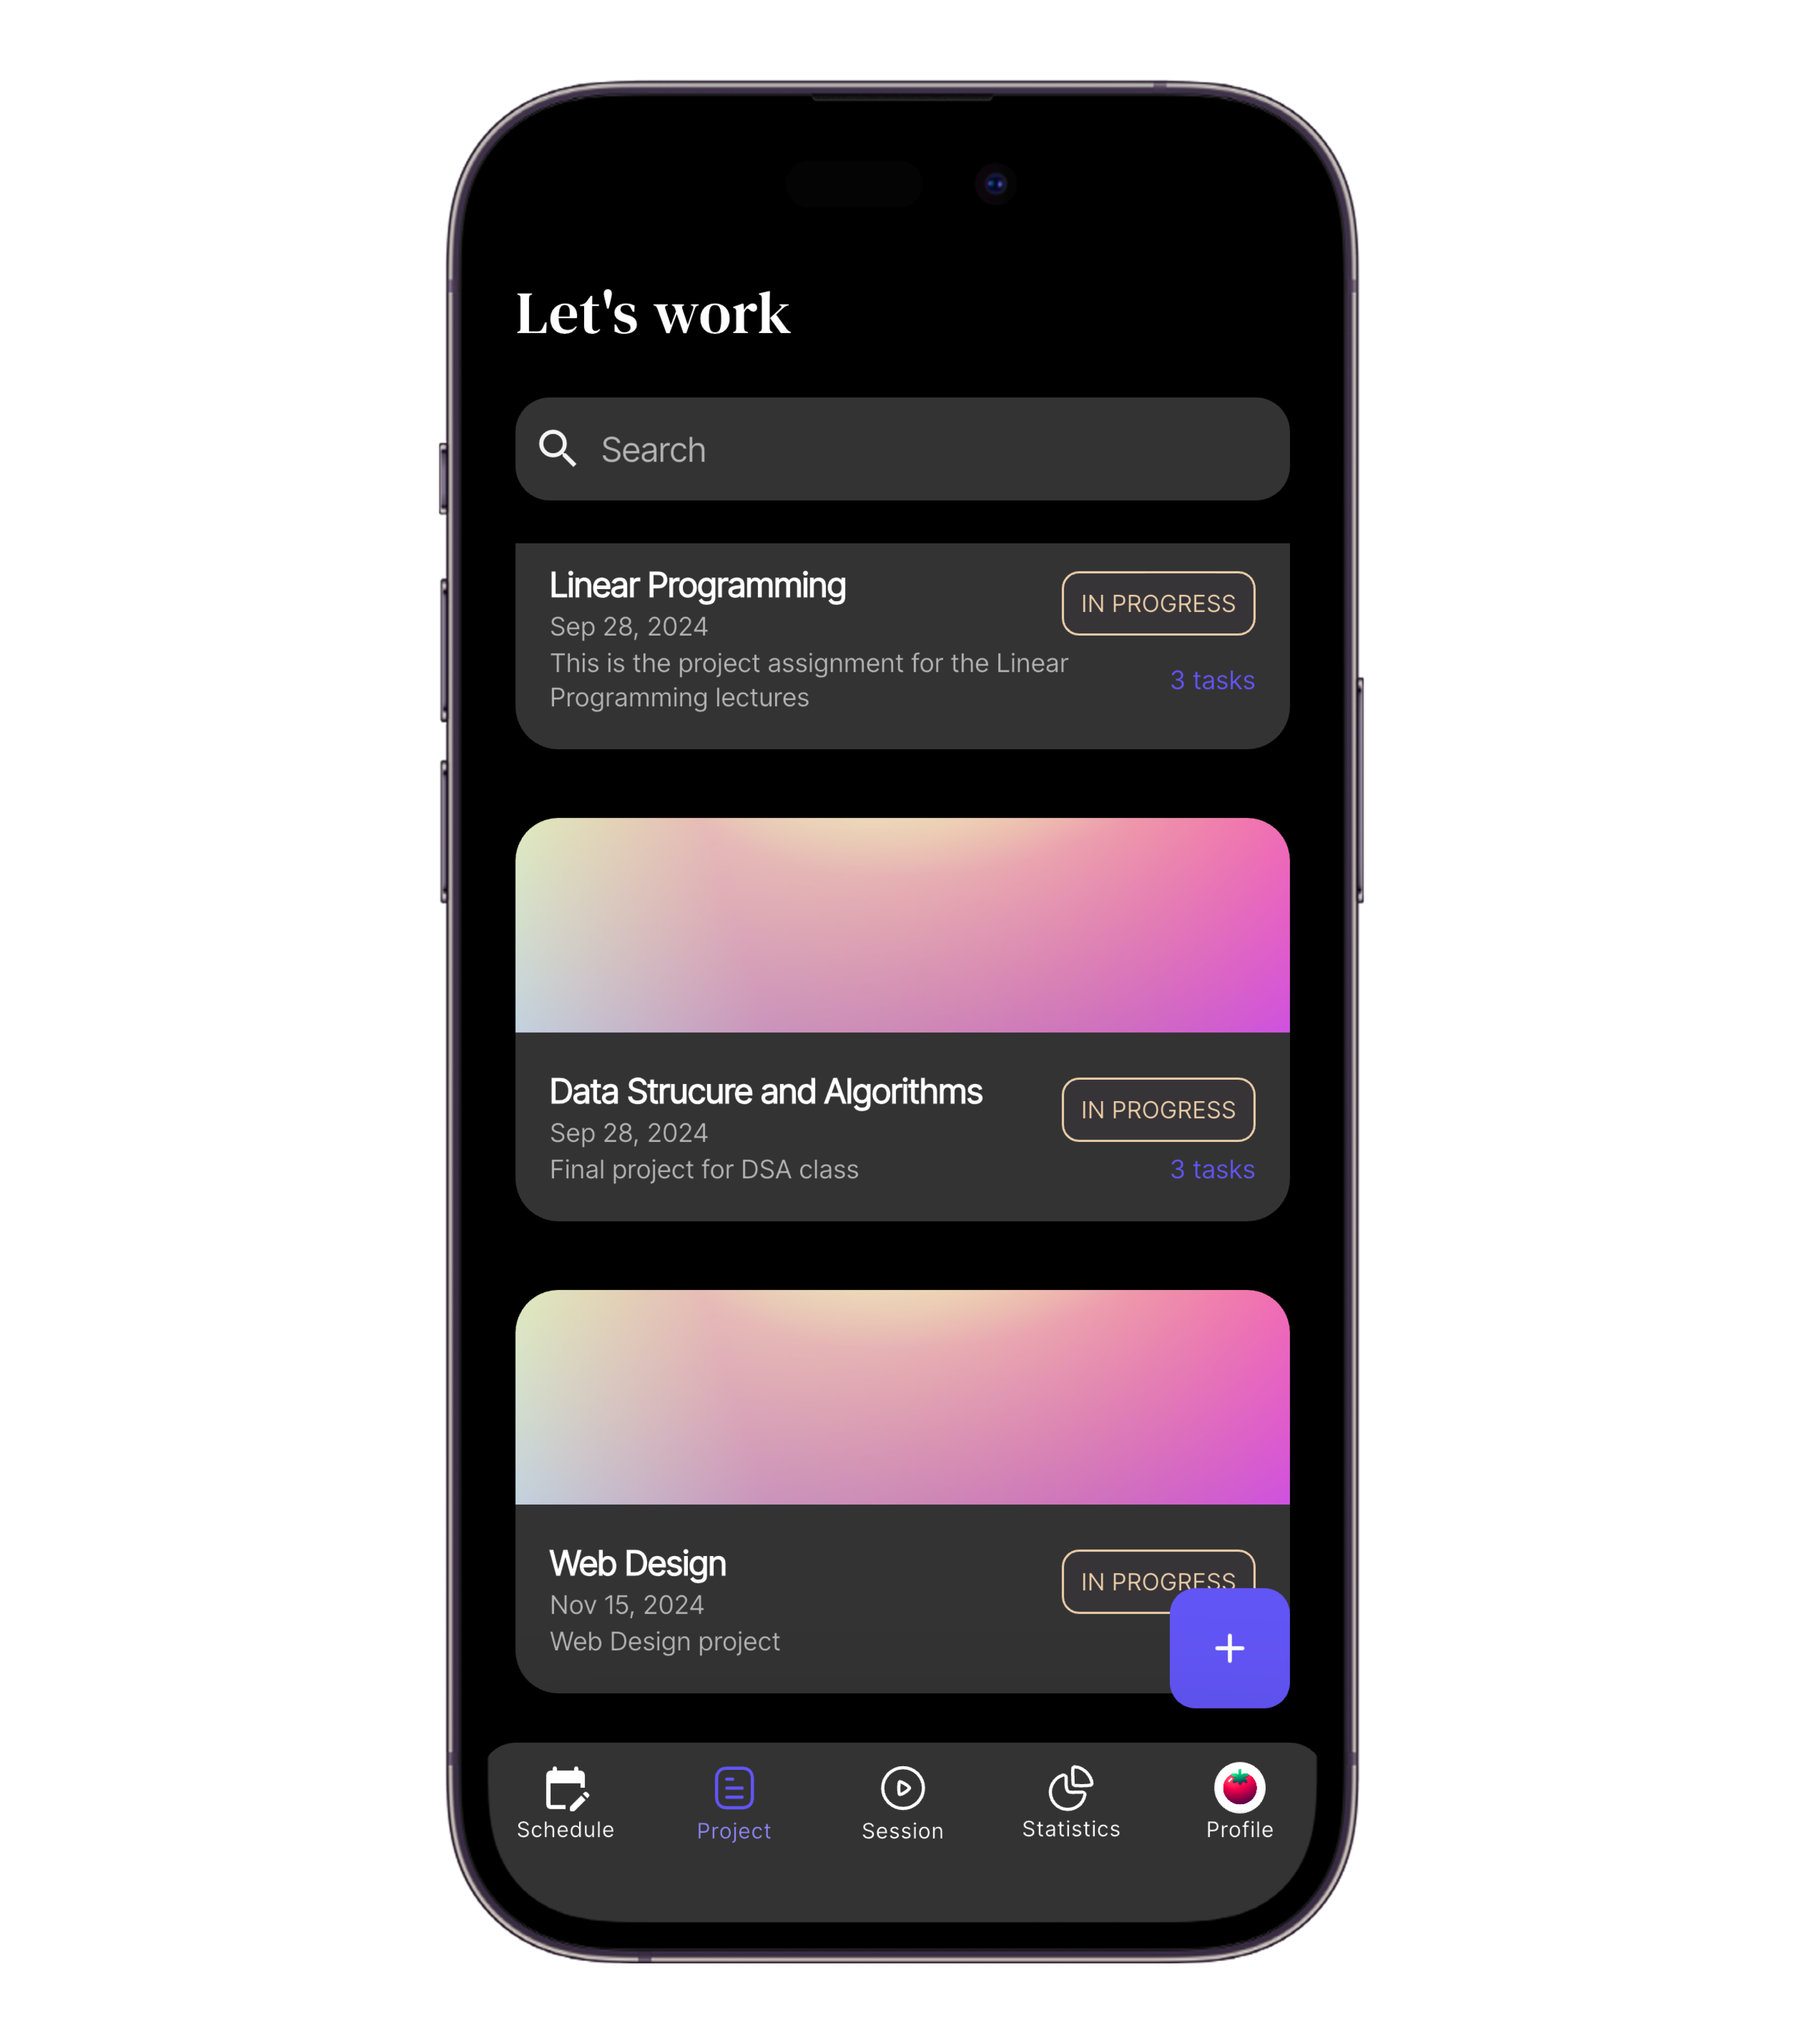 Let's work
Search
Linear Programming
IN PROGRESS
Sep 28, 2024
This is the project assignment for the Linear
Programming lectures
3 tasks
Data Strucure and Algorithms
IN PROGRESS
Sep 28, 2024
Final project for DSA class
3 tasks
Web Design
IN PROGRESS
Nov 15, 2024
Web Design project
Schedule
Project
Session
Statistics
Profile